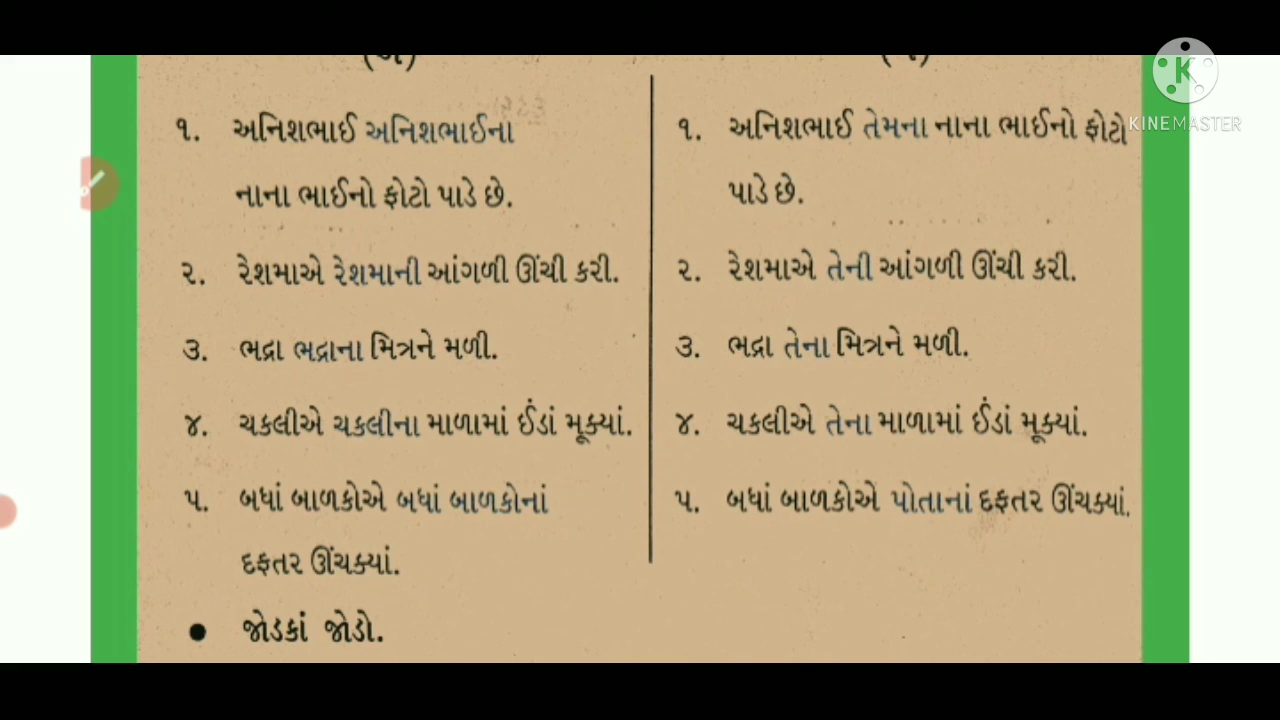 (અ)
૧. અનિશભાઈ અનિશભાઈના
નાના ભાઈનો ફોટો પાડે છે.
૨. રેશમાએ રેશમાની આંગળી ઊંચી કરી.
૩. ભદ્રા ભદ્રાના મિત્રને મળી.
૪. ચકલીએ ચકલીના માળામાં ઈંડાં મૂક્યાં.
૫. બધાં બાળકોએ બધાં બાળકોનાં
દફતર ઊંચક્યાં.
૧. અનિશભાઈ તેમના નાના ભાઈનો ફોટો
પાડે છે.
૨. રેશમાએ તેની આંગળી ઊંચી કરી.
૩. ભદ્રા તેના મિત્રને મળી.
૪. ચકલીએ તેના માળામાં ઈંડાં મૂક્યાં.
૫. બધાં બાળકોએ પોતાનાં દફતર ઊંચક્યાં.
• જોડકાં જોડો.
K
KINEMASTER